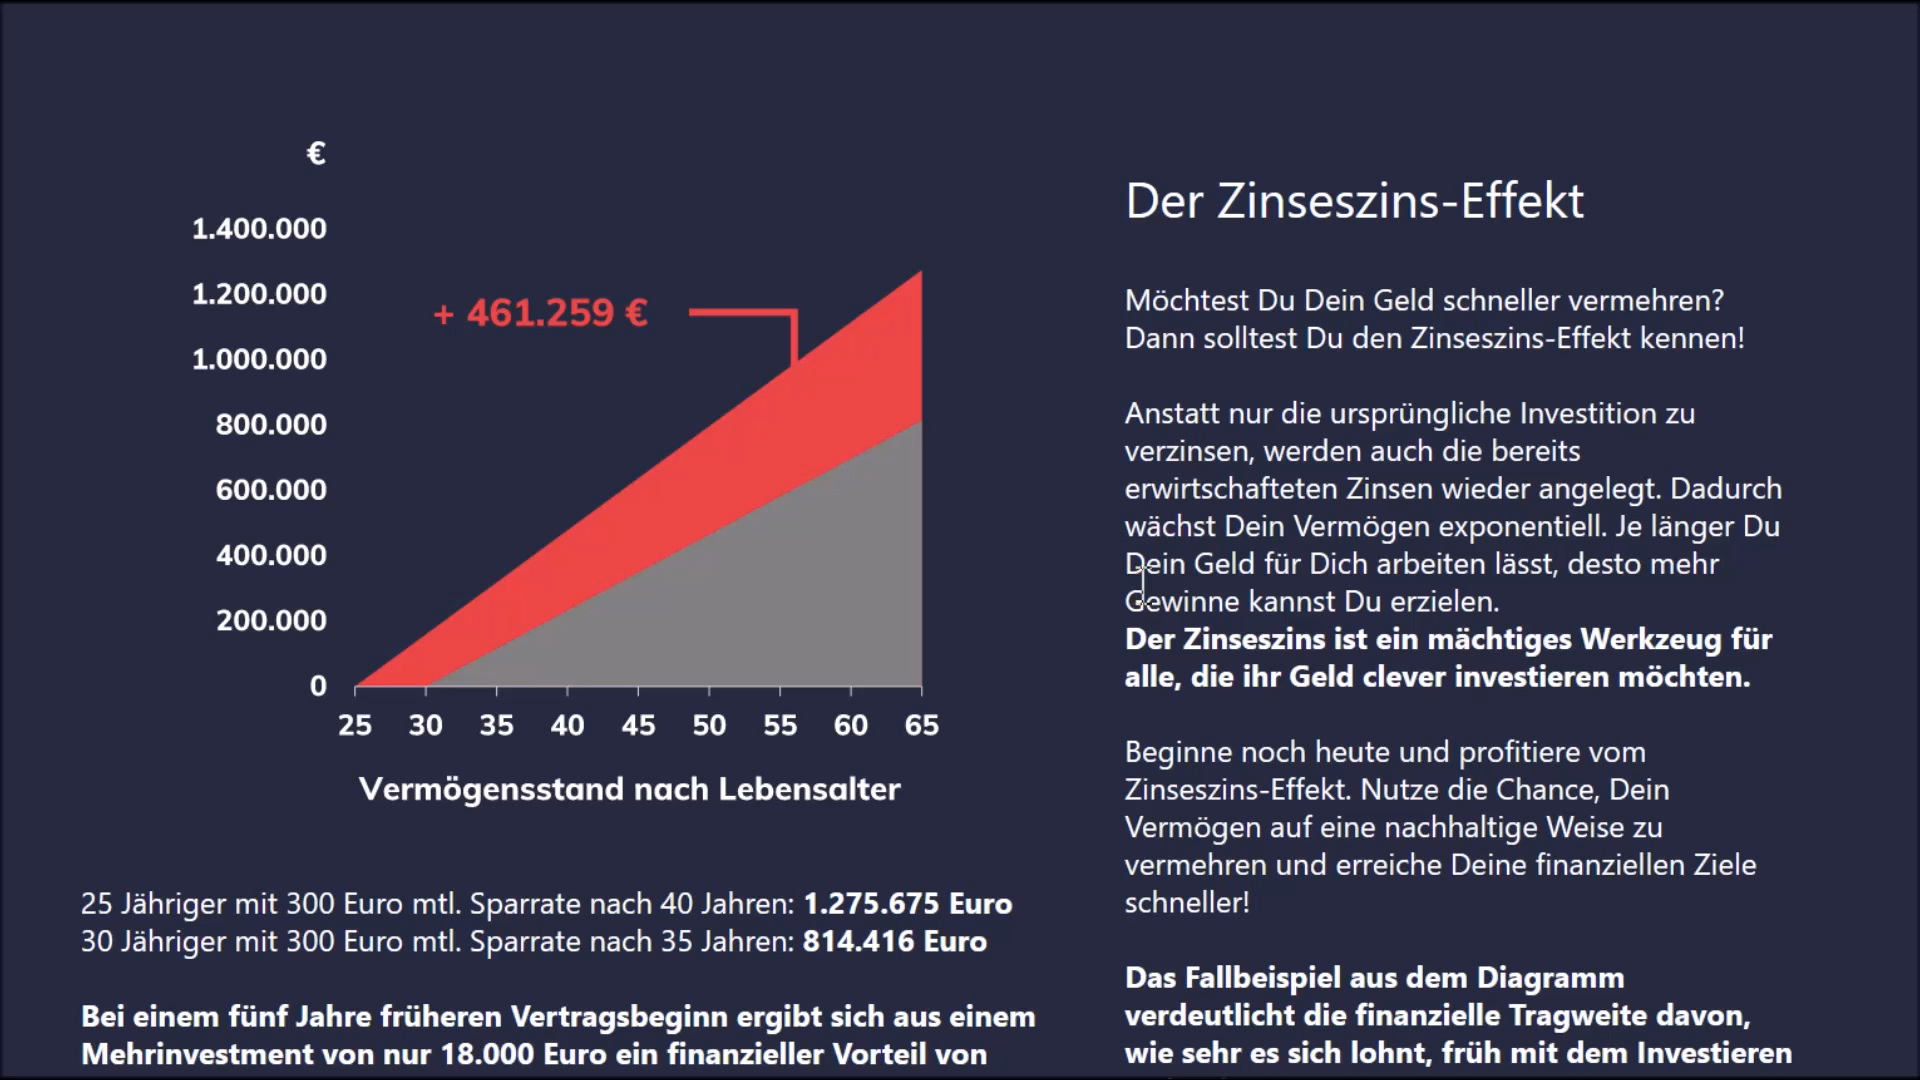 €
1.400.000
1.200.000
+ 461.259 €
1.000.000
800.000
600.000
400.000
200.000
0
25 30 35 40 45 50 55 60 65
Vermögensstand nach Lebensalter
25 Jähriger mit 300 Euro mtl. Sparrate nach 40 Jahren: 1.275.675 Euro
30 Jähriger mit 300 Euro mtl. Sparrate nach 35 Jahren: 814.416 Euro
Bei einem fünf Jahre früheren Vertragsbeginn ergibt sich aus einem
Mehrinvestment von nur 18.000 Euro ein finanzieller Vorteil von
Der Zinseszins-Effekt
Möchtest Du Dein Geld schneller vermehren?
Dann solltest Du den Zinseszins-Effekt kennen!
Anstatt nur die ursprüngliche Investition zu
verzinsen, werden auch die bereits
erwirtschafteten Zinsen wieder angelegt. Dadurch
wächst Dein Vermögen exponentiell. Je länger Du
Dein Geld für Dich arbeiten lässt, desto mehr
Gewinne kannst Du erzielen.
Der Zinseszins ist ein mächtiges Werkzeug für
alle, die ihr Geld clever investieren möchten.
Beginne noch heute und profitiere vom
Zinseszins-Effekt. Nutze die Chance, Dein
Vermögen auf eine nachhaltige Weise zu
vermehren und erreiche Deine finanziellen Ziele
schneller!
Das Fallbeispiel aus dem Diagramm
verdeutlicht die finanzielle Tragweite davon,
wie sehr es sich lohnt, früh mit dem Investieren